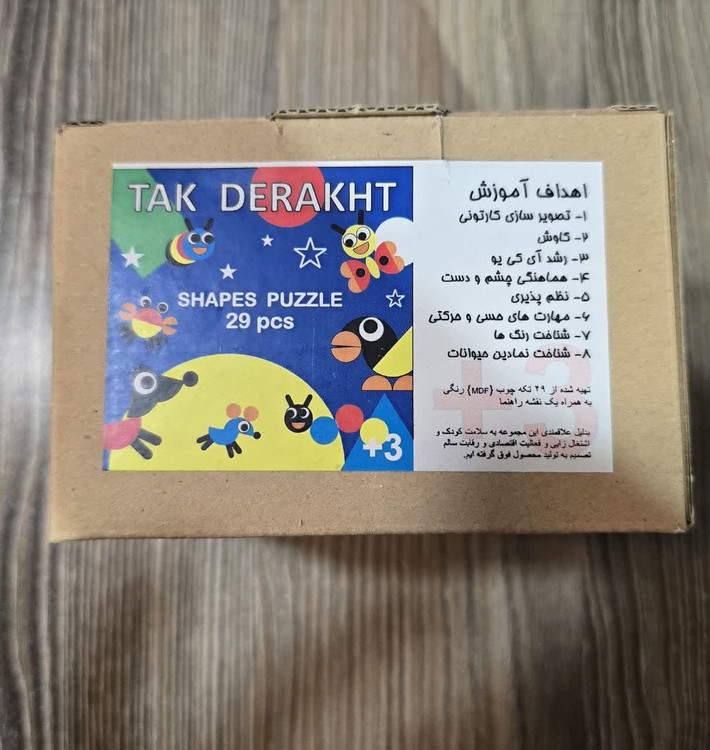 TAK DERAKHT
SHAPES PUZZLE
29 pcs
+3
اهداف آموزش
۱- تصویر سازی کارتونی
۲- کاوش
۳- رشد آی کی یو
۴- هماهنگی چشم و دست
۵- نظم پذیری
۶- مهارت های حسی و حرکتی
۷- شناخت رنگ ها
۸- شناخت نمادین حیوانات
تهیه شده از ۲۹ تکه چوب {MDF} رنگی
به همراه یک نقشه راهنما
بدلیل علاقمندی این مجموعه به سلامت کودک و
اشتغال زایی و فعالیت اقتصادی و رقابت سالم
تصمیم به تولید محصول فوق گرفته ایم.
+3